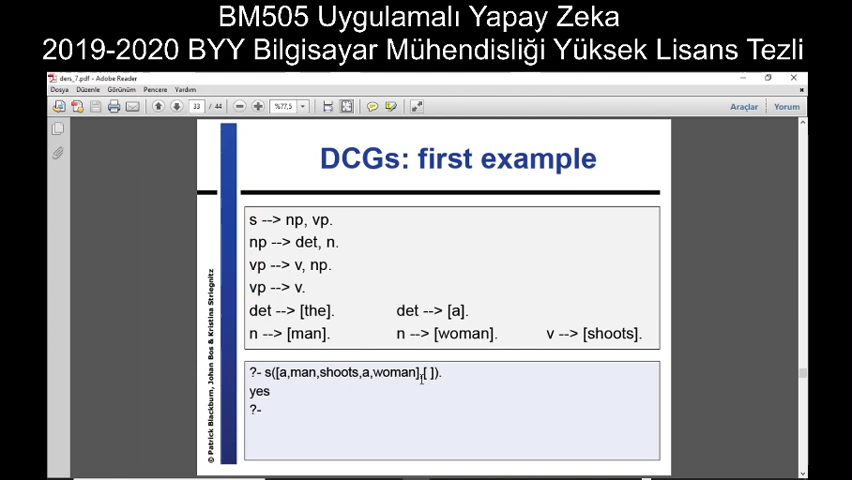 BM505 Uygulamalı Yapay Zeka
2019-2020 BYY Bilgisayar Mühendisliği Yüksek Lisans Tezli
ders_7.pdf - Adobe Reader
Dosya Düzenle Görünüm Pencere Yardım
33 / 44 %77,5 Araçlar Yorum
DCGs: first example
s --> np, vp.
np --> det, n.
vp --> v, np.
vp --> v.
det --> [the]. det --> [a].
n --> [man]. n --> [woman]. v --> [shoots].
?- s([a,man,shoots,a,woman],[ ]).
yes
?-
© Patrick Blackburn, Johan Bos & Kristina Striegnitz